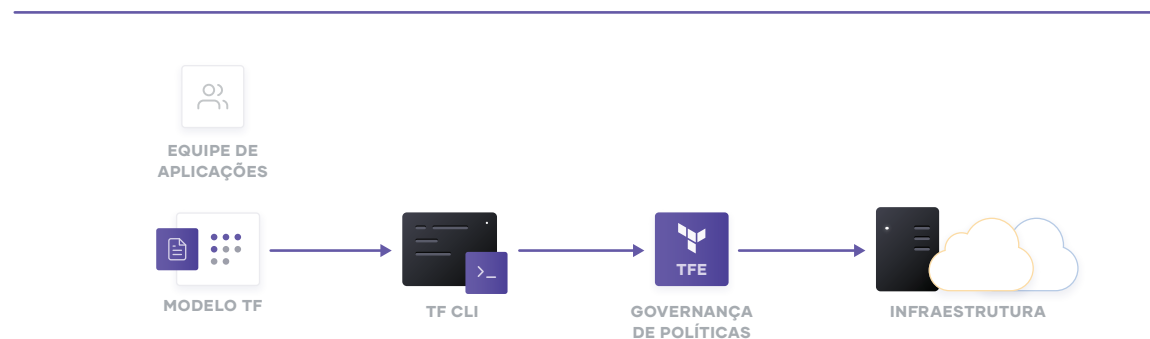 EQUIPE DE
APLICAÇÕES
MODELO TF
TF CLI
TFE
GOVERNANÇA
DE POLÍTICAS
INFRAESTRUTURA